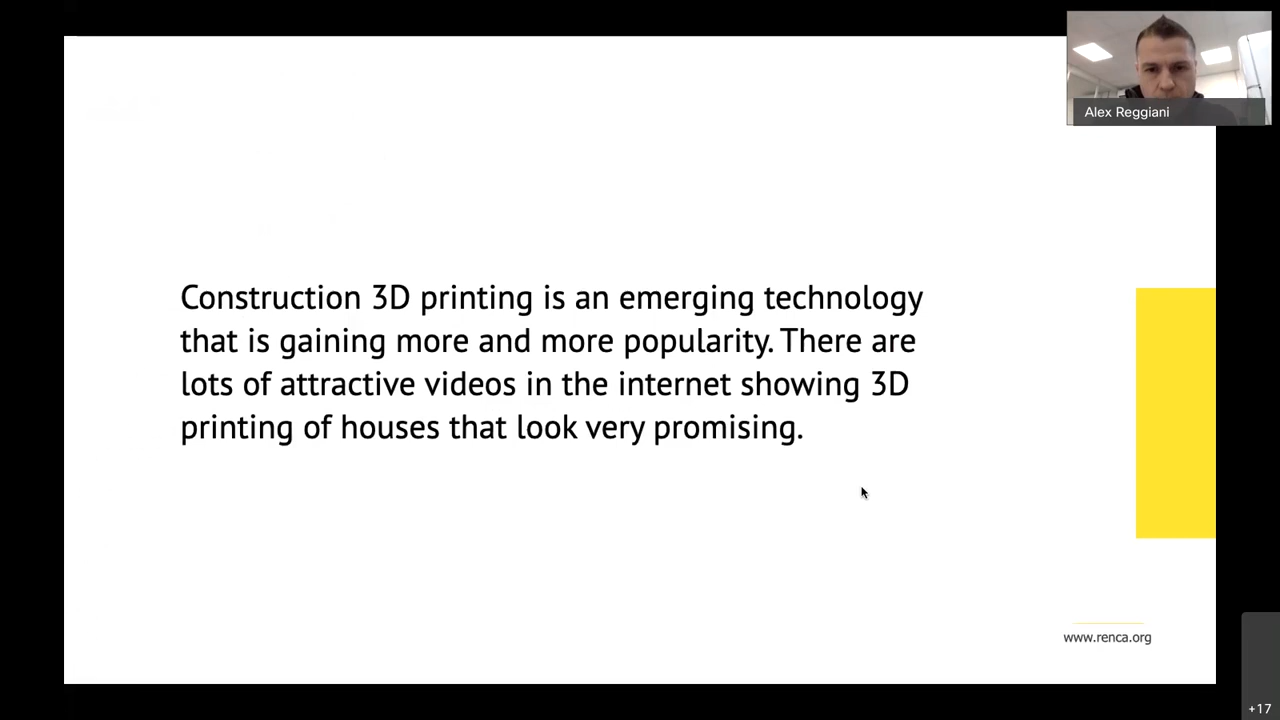 Alex Reggiani
Construction 3D printing is an emerging technology
that is gaining more and more popularity. There are
lots of attractive videos in the internet showing 3D
printing of houses that look very promising.
www.renca.org
+17